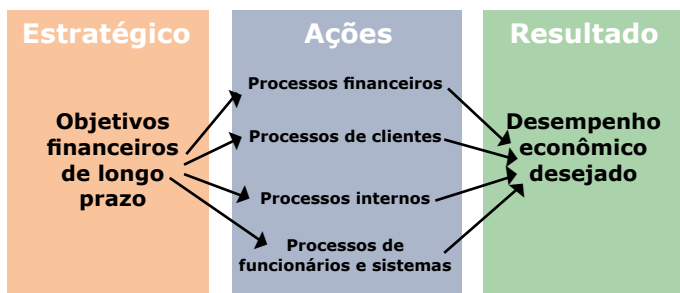 Estratégico
Objetivos
financeiros
de longo
prazo
Ações
Processos financeiros
Processos de clientes
Processos internos
Processos de
funcionários e sistemas
Resultado
Desempenho
econômico
desejado